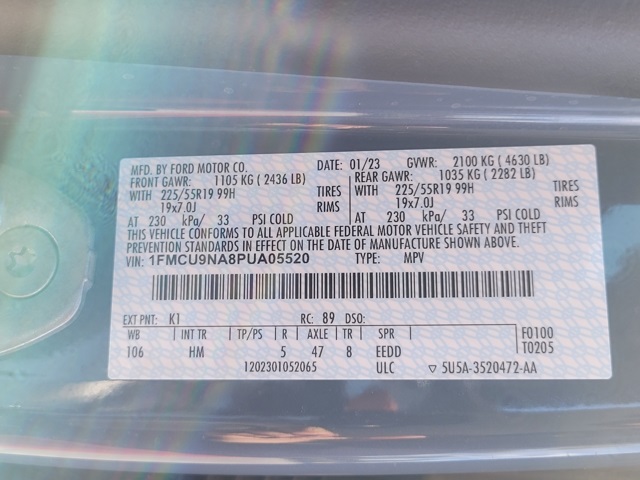 MFD. BY FORD MOTOR CO. 01/23 GVWR: 2100 KG ( 4630 LB)
FRONT GAWR: 1105 KG ( 2436 LB) REAR GAWR: 1035 KG ( 2282 LB)
WITH 225/55R19 99H TIRES WITH 225/55R19 99H TIRES
19x7.0J RIMS 19x7.0J RIMS
AT 230 kPa/ 33 PSI COLD AT 230 kPa/ 33 PSI COLD
THIS VEHICLE CONFORMS TO ALL APPLICABLE FEDERAL MOTOR VEHICLE SAFETY AND THEFT
PREVENTION STANDARDS IN EFFECT ON THE DATE OF MANUFACTURE SHOWN ABOVE.
VIN: 1FMCU9NA8PUA05520 TYPE: MPV
EXT PNT: K1 RC: 89 DSO:
WB INT TR TP/PS R AXLE TR SPR F0100
106 HM 5 47 8 EEDD T0205
1202301052065 ULC ▽ 5U5A-3520472-AA